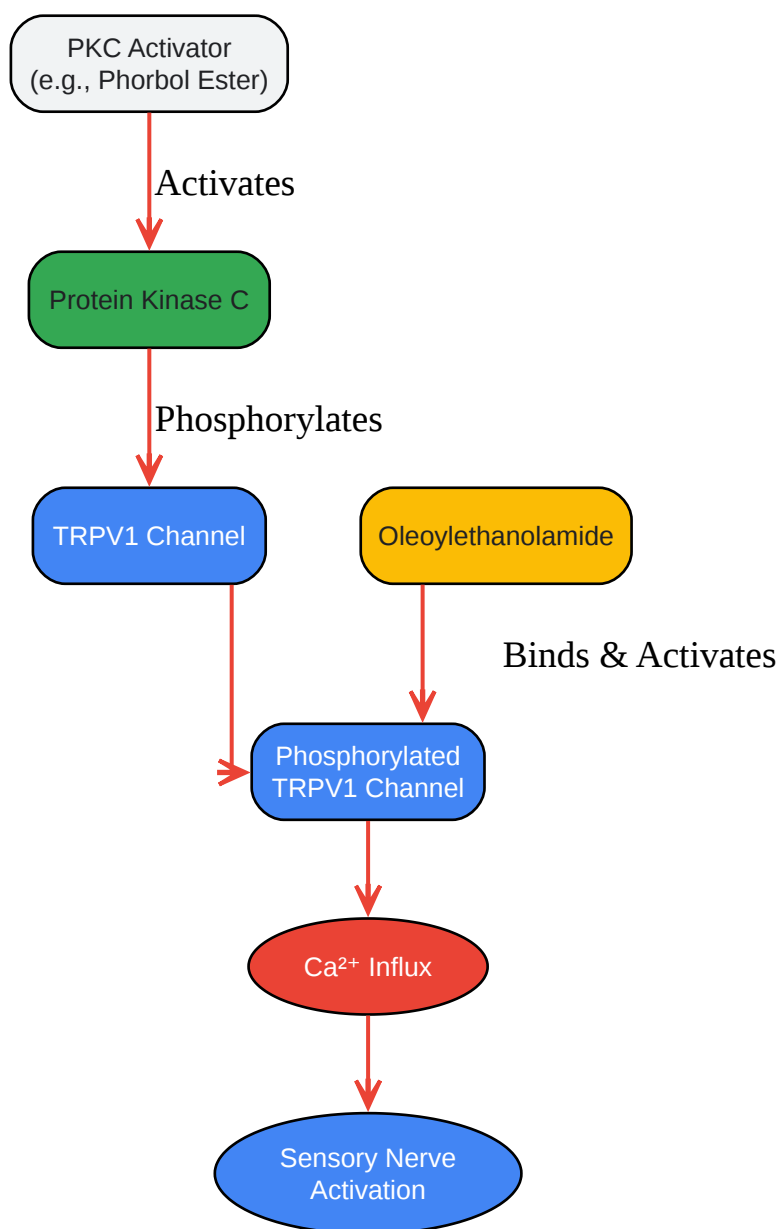 PKC Activator
(e.g., Phorbol Ester)
Activates
Protein Kinase C
Phosphorylates
TRPV1 Channel
Oleoylethanolamide
Binds & Activates
Phosphorylated
TRPV1 Channel
Ca²⁺ Influx
Sensory Nerve
Activation